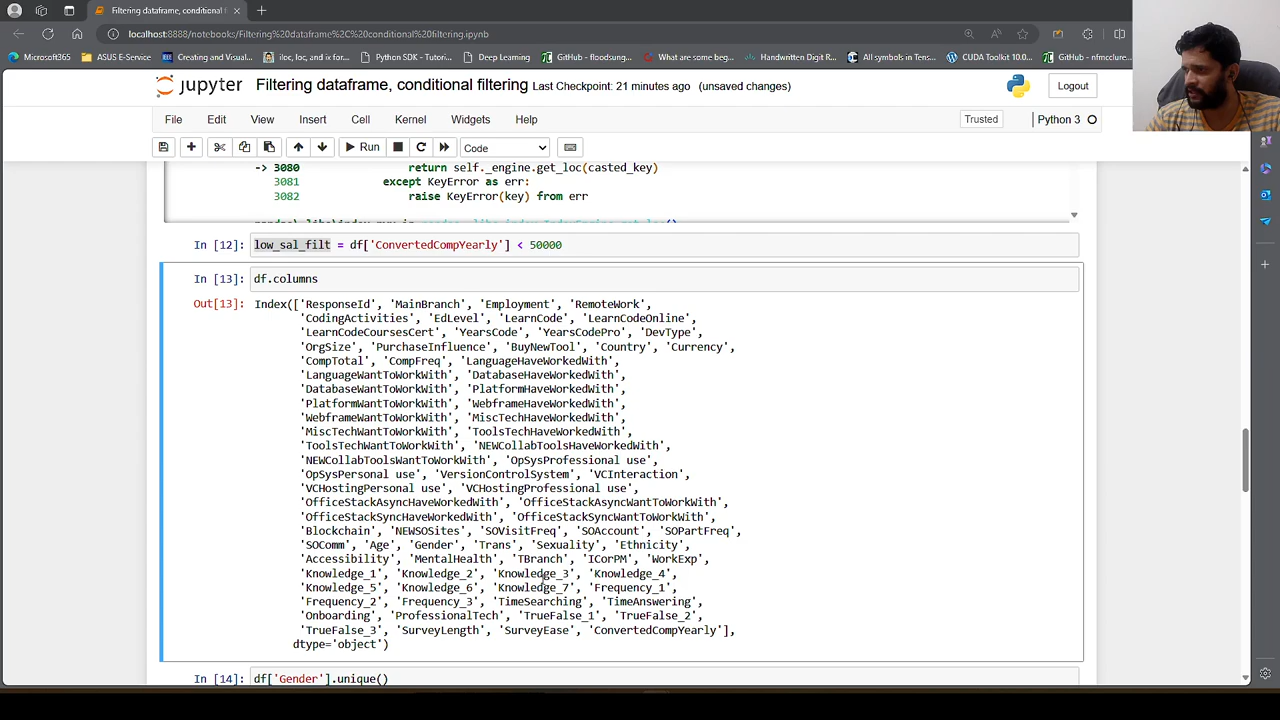 Filtering dataframe, conditional
localhost:8888/notebooks/Filtering%20dataframe%2C%20conditional%20filtering.ipynb
Microsoft365 ASUS E-Service Creating and Visual... iloc, loc, and in for... Python SDK - Tutori... Deep Learning GitHub - floodsung... What are some beg... Handwritten Digit R... All symbols in Tens... CUDA Toolkit 10.0... GitHub - nfmcclure...
jupyter Filtering dataframe, conditional filtering Last Checkpoint: 21 minutes ago (unsaved changes) Logout
File Edit View Insert Cell Kernel Widgets Help Trusted Python 3
Run Code
-> 3080 return self._engine.get_loc(casted_key)
3081 except KeyError as err:
3082 raise KeyError(key) from err
In [12]: low_sal_filt = df['ConvertedCompYearly'] < 50000
In [13]: df.columns
Out[13]: Index(['ResponseId', 'MainBranch', 'Employment', 'RemoteWork',
'CodingActivities', 'EdLevel', 'LearnCode', 'LearnCodeOnline',
'LearnCodeCoursesCert', 'YearsCode', 'YearsCodePro', 'DevType',
'OrgSize', 'PurchaseInfluence', 'BuyNewTool', 'Country', 'Currency',
'CompTotal', 'CompFreq', 'LanguageHaveWorkedWith',
'LanguageWantToWorkWith', 'DatabaseHaveWorkedWith',
'DatabaseWantToWorkWith', 'PlatformHaveWorkedWith',
'PlatformWantToWorkWith', 'WebframeHaveWorkedWith',
'WebframeWantToWorkWith', 'MiscTechHaveWorkedWith',
'MiscTechWantToWorkWith', 'ToolsTechHaveWorkedWith',
'ToolsTechWantToWorkWith', 'NEWCollabToolsHaveWorkedWith',
'NEWCollabToolsWantToWorkWith', 'OpSysProfessional use',
'OpSysPersonal use', 'VersionControlSystem', 'VCInteraction',
'VCHostingPersonal use', 'VCHostingProfessional use',
'OfficeStackAsyncHaveWorkedWith', 'OfficeStackAsyncWantToWorkWith',
'OfficeStackSyncHaveWorkedWith', 'OfficeStackSyncWantToWorkWith',
'Blockchain', 'NEWSOSites', 'SOVisitFreq', 'SOAccount', 'SOPartFreq',
'SOComm', 'Age', 'Gender', 'Trans', 'Sexuality', 'Ethnicity',
'Accessibility', 'MentalHealth', 'TBranch', 'ICorPM', 'WorkExp',
'Knowledge_1', 'Knowledge_2', 'Knowledge_3', 'Knowledge_4',
'Knowledge_5', 'Knowledge_6', 'Knowledge_7', 'Frequency_1',
'Frequency_2', 'Frequency_3', 'TimeSearching', 'TimeAnswering',
'Onboarding', 'ProfessionalTech', 'TrueFalse_1', 'TrueFalse_2',
'TrueFalse_3', 'SurveyLength', 'SurveyEase', 'ConvertedCompYearly'],
dtype='object')
In [14]: df['Gender'].unique()